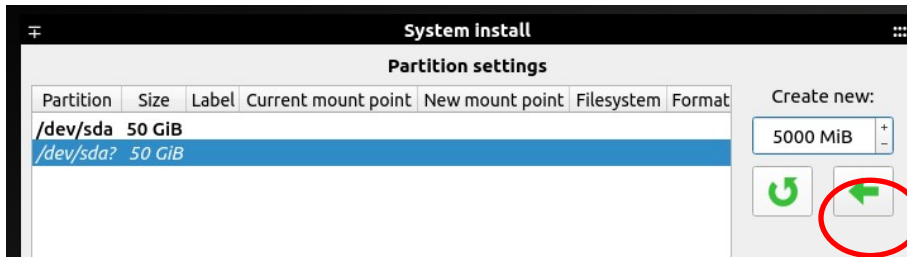 System install
Partition settings
Partition Size Label Current mount point New mount point Filesystem Format
Create new:
/dev/sda 50 GiB
5000 MiB
/dev/sda? 50 GiB